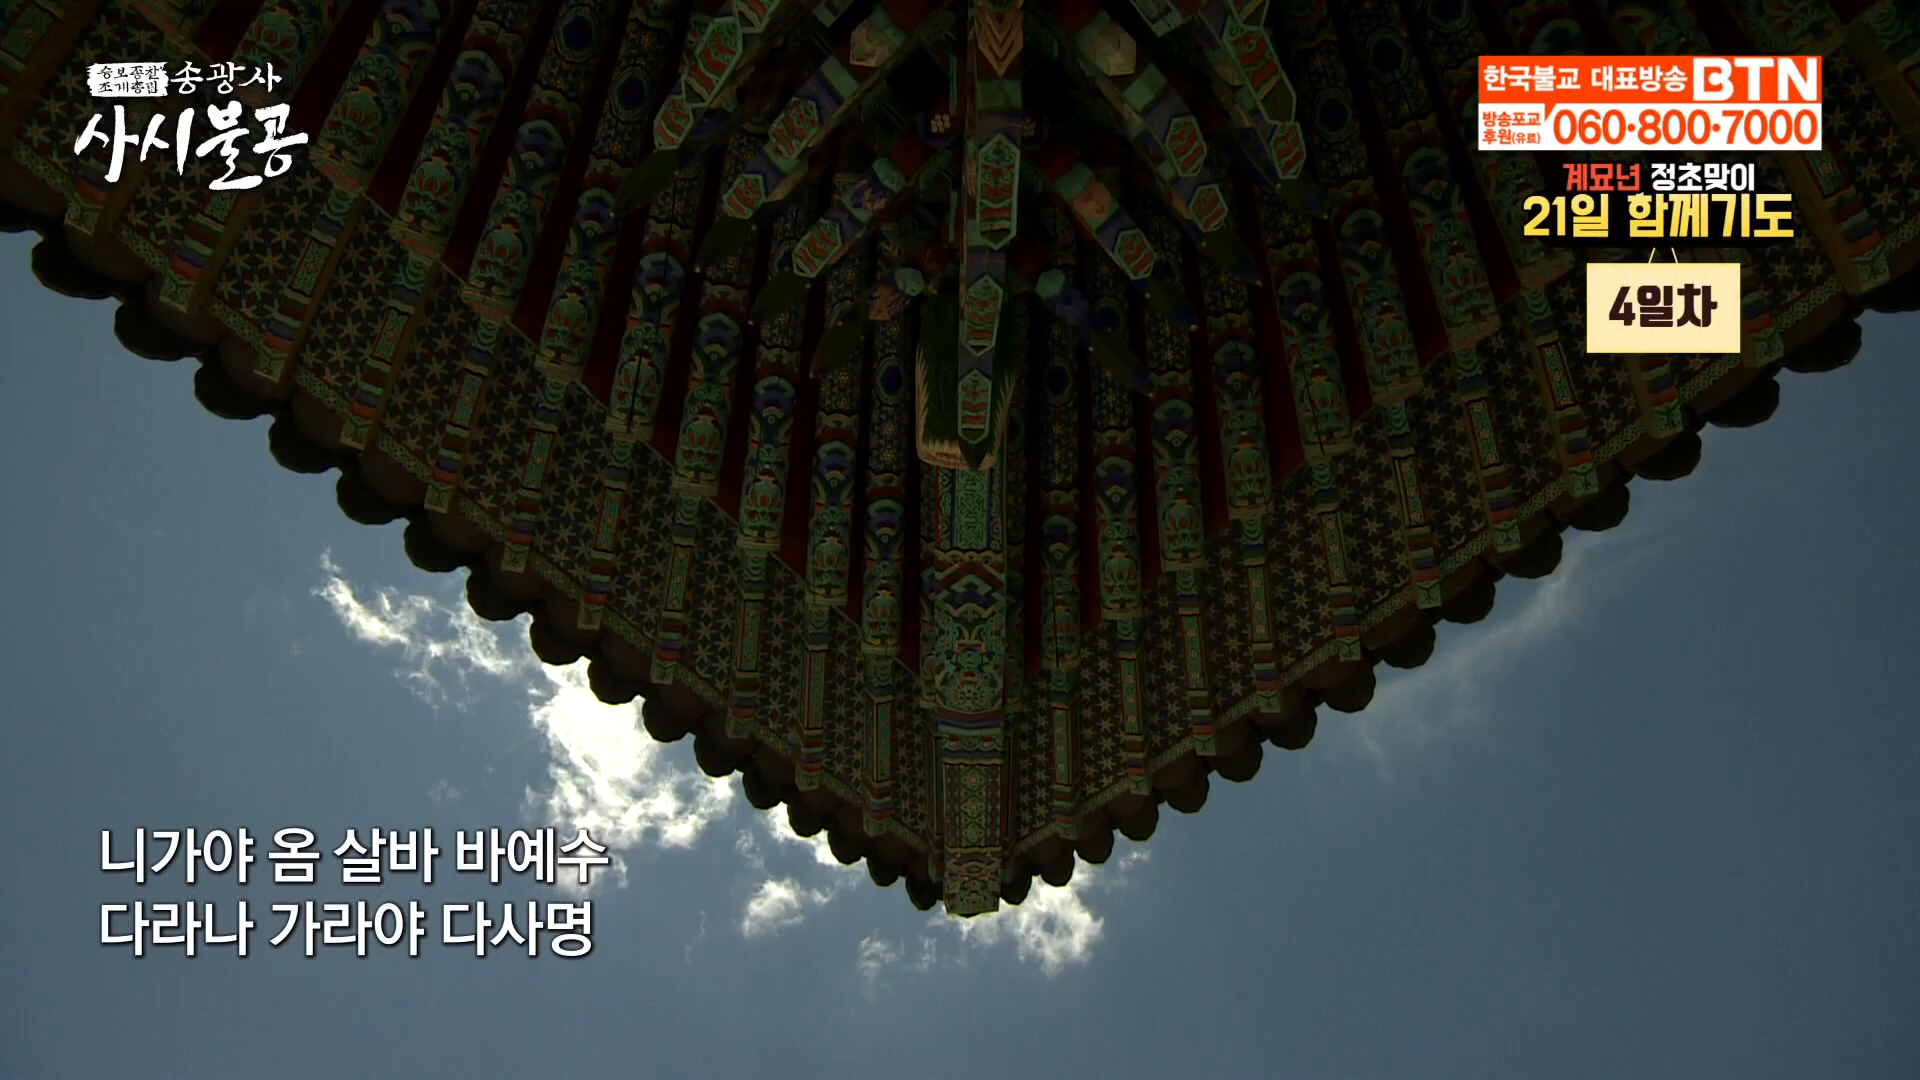 승보종찰
조계총림
송광사
사시불공
한국불교 대표방송 BTN
방송포교
후원(유료)
060·800·7000
계묘년 정초맞이
21일 함께기도
4일차
니가야 옴 살바 바예수
다라나 가라야 다사명